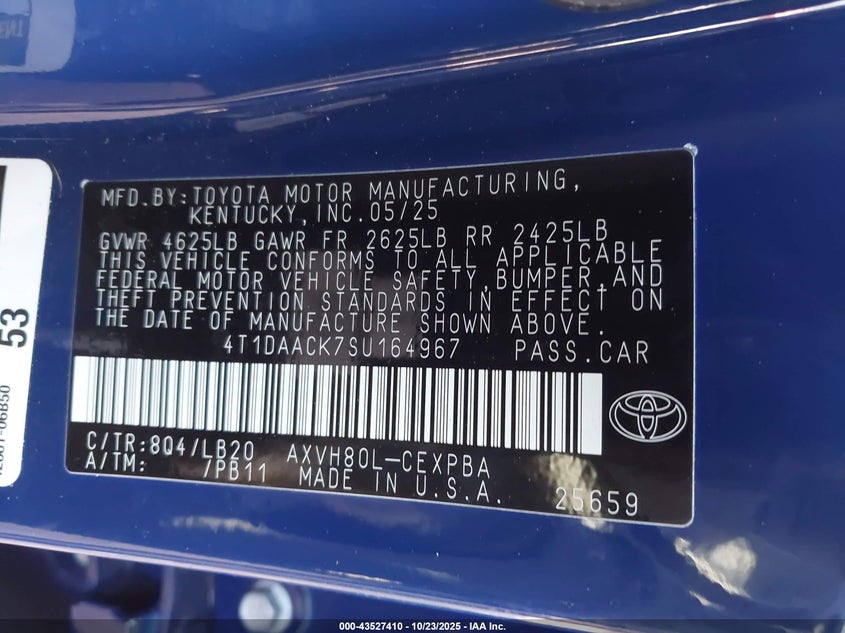 MFD.BY:TOYOTA MOTOR MANUFACTURING,
KENTUCKY,INC.05/25
GVWR 4625LB GAWR FR 2625LB RR 2425LB
THIS VEHICLE CONFORMS TO ALL APPLICABLE
FEDERAL MOTOR VEHICLE SAFETY,BUMPER,AND
THEFT PREVENTION STANDARDS IN EFFECT ON
THE DATE OF MANUFACTURE SHOWN ABOVE.
4T1DAACK7SU164967 PASS.CAR
C/TR:8Q4/LB20 AXVH80L-CEXPBA
A/TM: /PB11 MADE IN U.S.A.
25659
53
000-43527410 - 10/23/2025 - IAA Inc.